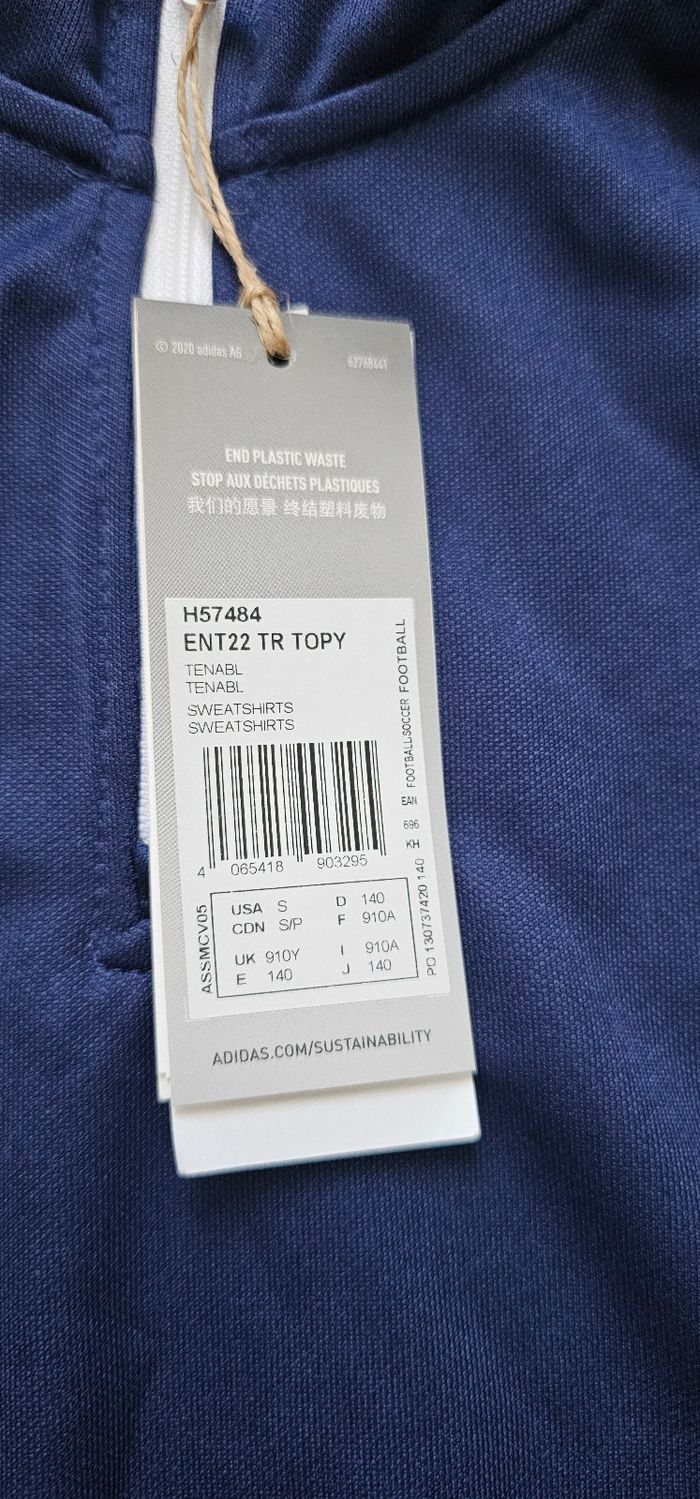 © 2020 adidas AG
62768441
END PLASTIC WASTE
STOP AUX DÉCHETS PLASTIQUES
我们的愿景 终结塑料废物
H57484
ENT22 TR TOPY
TENABL
TENABL
SWEATSHIRTS
SWEATSHIRTS
FOOTBALL/SOCCER FOOTBALL
EAN
696
KH
PO 130737420 140
4 065418 903295
ASSMCV05
USA S D 140
CDN S/P F 910A
UK 910Y I 910A
E 140 J 140
ADIDAS.COM/SUSTAINABILITY